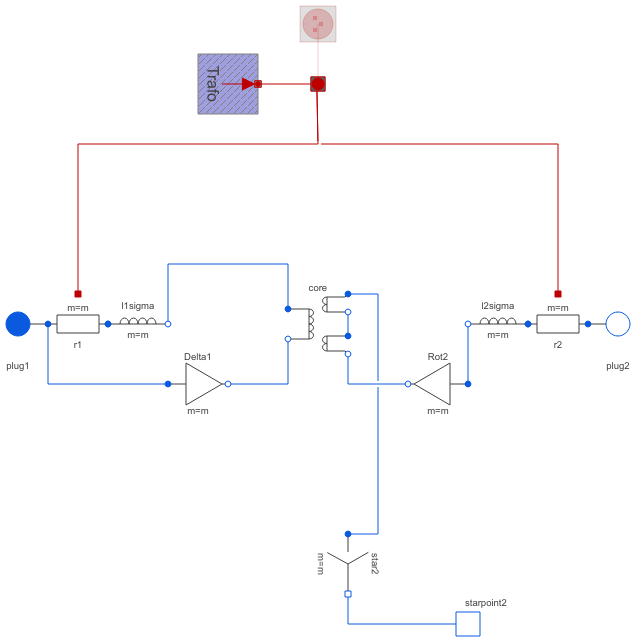 Trafo
core
m=m
l1sigma
l2sigma
m=m
m=m
r1
m=m
m=m
r2
plug1
Delta1
Rot2
plug2
m=m
m=m
m=m
star2
starpoint2